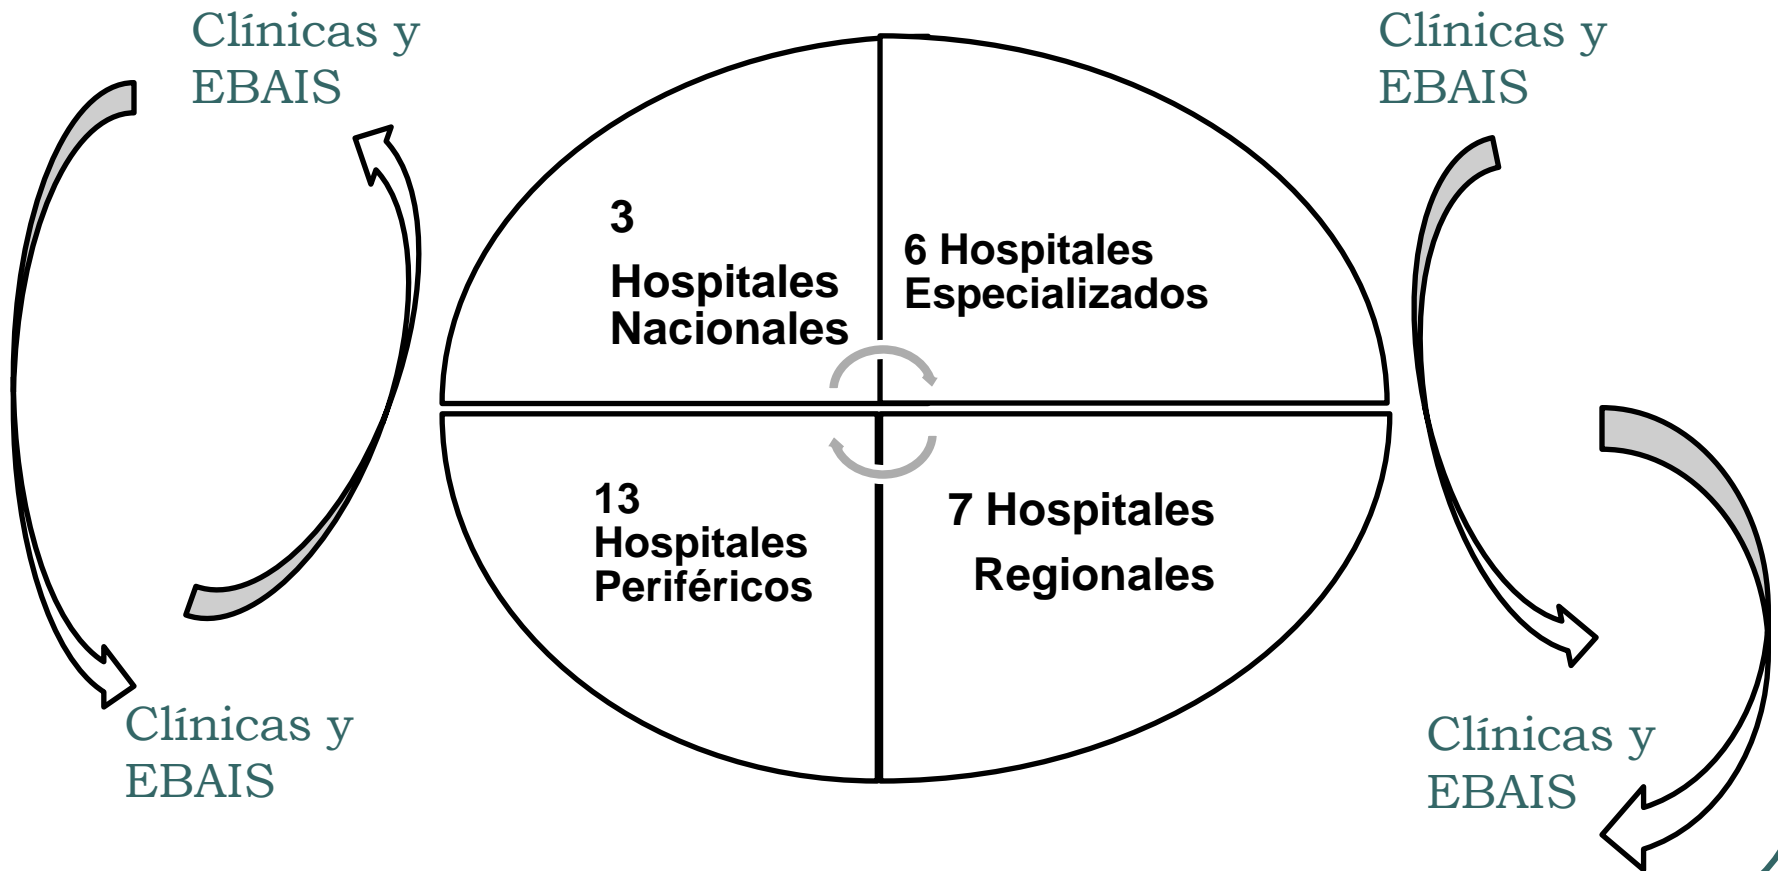 Clínicas y
EBAIS
Clínicas y
EBAIS
3
Hospitales
Nacionales
6 Hospitales
Especializados
13
Hospitales
Periféricos
7 Hospitales
Regionales
Clínicas y
EBAIS
Clínicas y
EBAIS